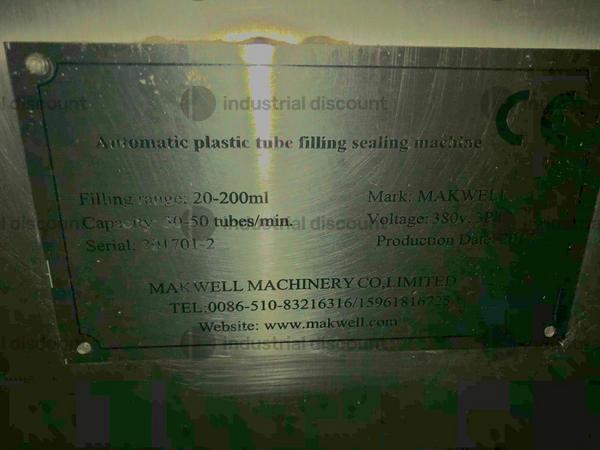 industrial discount
CE
Automatic plastic tube filling sealing machine
Filling range: 20-200ml Mark: MAKWELL
Capacity: 30-50 tubes/min. Voltage: 380v, 3PH
Serial: Production Date:
MAKWELL MACHINERY CO,LIMITED
TEL:0086-510-83216316/15961816725
Website: www.makwell.com
industrial discount
industrial discount